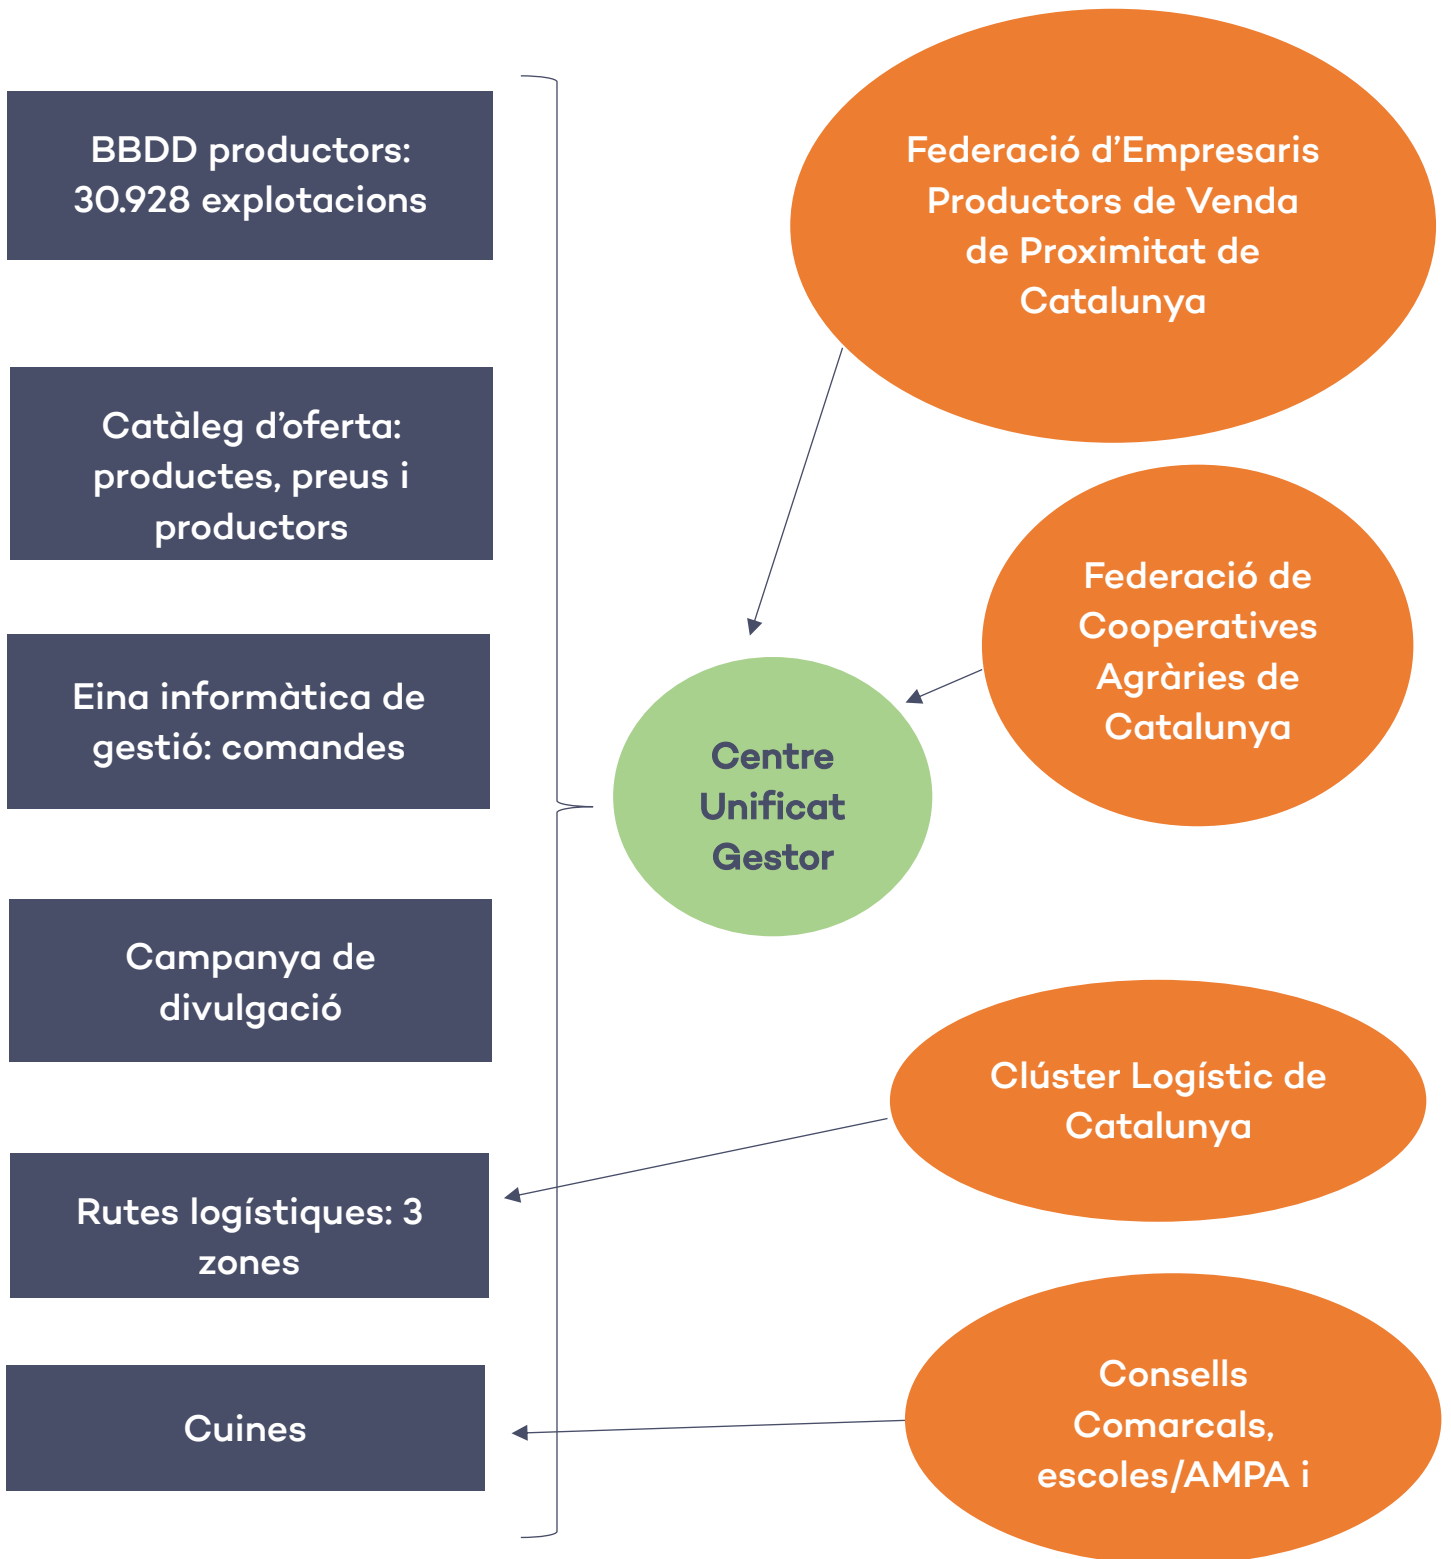 BBDD productors:
30.928 explotacions
Catàleg d’oferta:
productes, preus i
productors
Eina informàtica de
gestió: comandes
Campanya de
divulgació
Rutes logístiques: 3
zones
Cuines
Centre
Unificat
Gestor
Federació d’Empresaris
Productors de Venda
de Proximitat de
Catalunya
Federació de
Cooperatives
Agràries de
Catalunya
Clúster Logístic de
Catalunya
Consells
Comarcals,
escoles/AMPA i